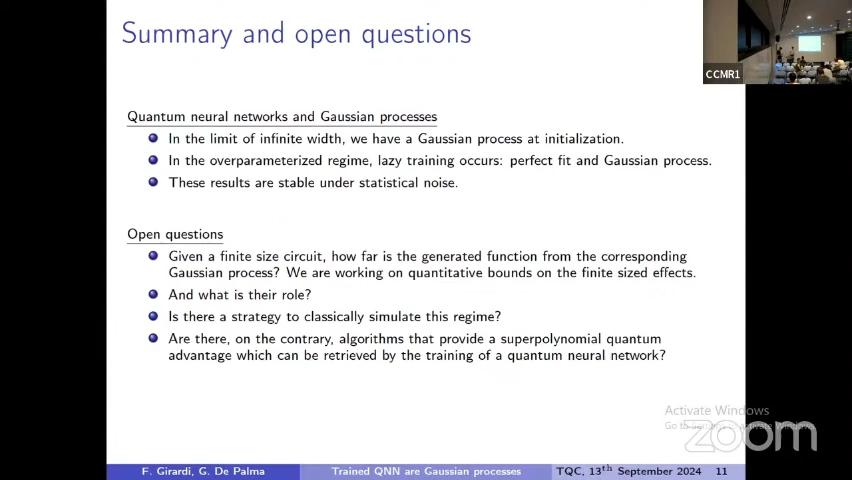 Summary and open questions
CCMR1
Quantum neural networks and Gaussian processes
In the limit of infinite width, we have a Gaussian process at initialization.
In the overparameterized regime, lazy training occurs: perfect fit and Gaussian process.
These results are stable under statistical noise.
Open questions
Given a finite size circuit, how far is the generated function from the corresponding
Gaussian process? We are working on quantitative bounds on the finite sized effects.
And what is their role?
Is there a strategy to classically simulate this regime?
Are there, on the contrary, algorithms that provide a superpolynomial quantum
advantage which can be retrieved by the training of a quantum neural network?
Activate Windows
Go to Settings to activate Windows.
zoom
F. Girardi, G. De Palma Trained QNN are Gaussian processes TQC, 13th September 2024 11